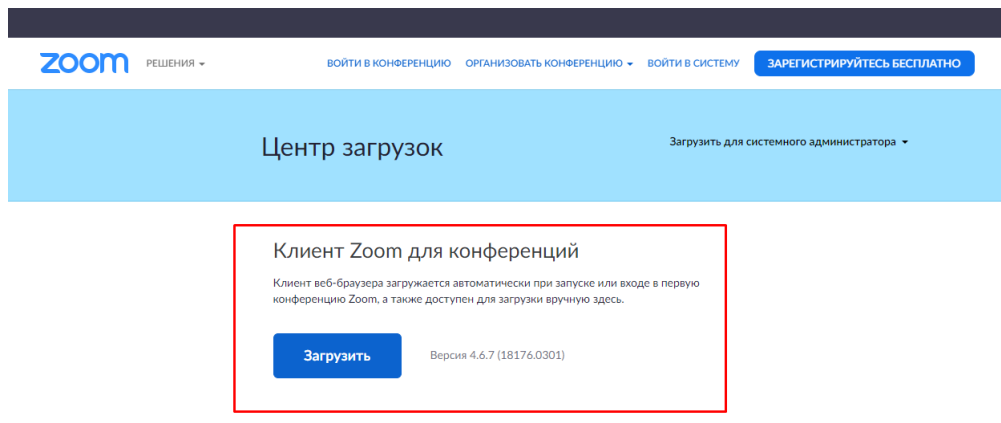 zoom РЕШЕНИЯ ВОЙТИ В КОНФЕРЕНЦИЮ ОРГАНИЗОВАТЬ КОНФЕРЕНЦИЮ ВОЙТИ В СИСТЕМУ ЗАРЕГИСТРИРУЙТЕСЬ БЕСПЛАТНО
Центр загрузок Загрузить для системного администратора
Клиент Zoom для конференций
Клиент веб-браузера загружается автоматически при запуске или входе в первую
конференцию Zoom, а также доступен для загрузки вручную здесь.
Загрузить Версия 4.6.7 (18176.0301)